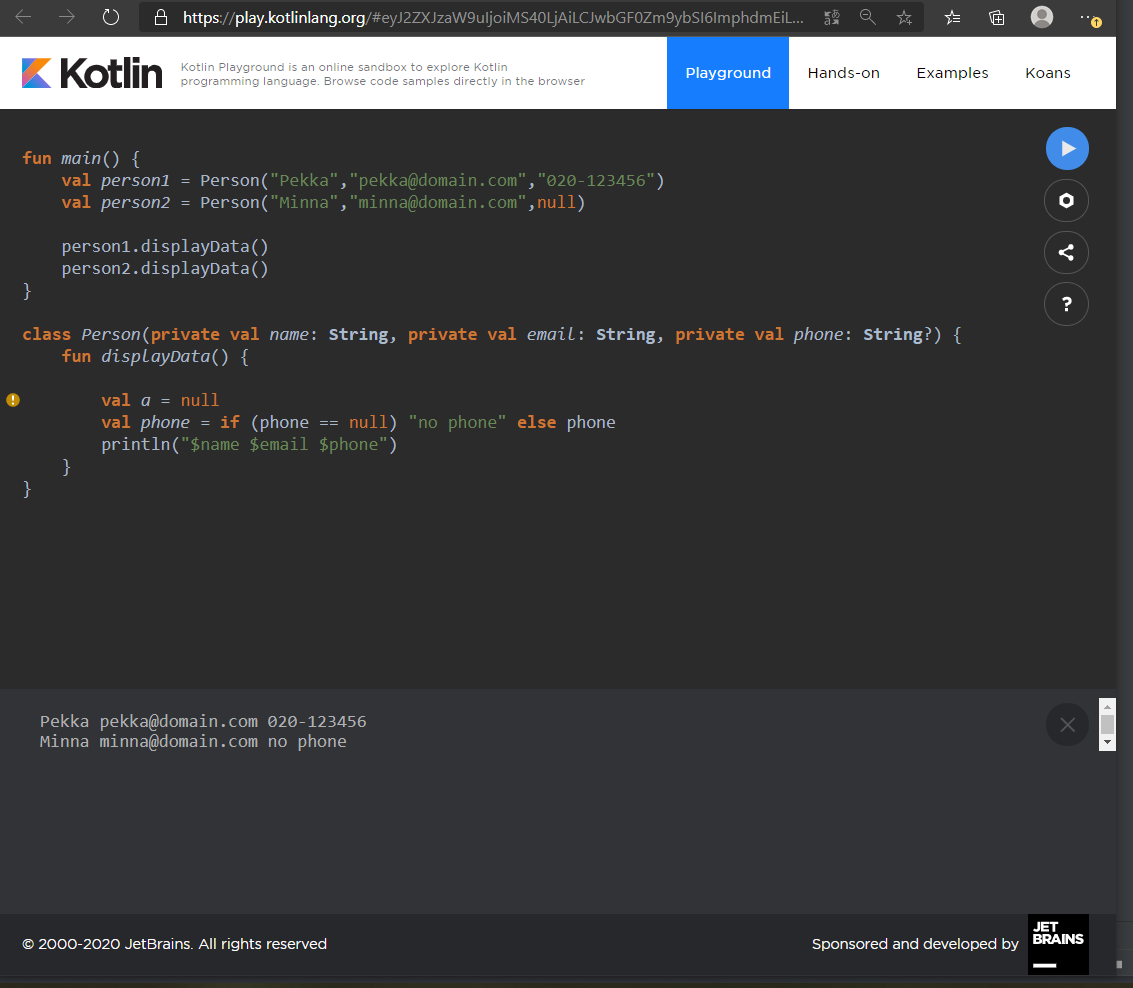 https://play.kotlinlang.org/#eyJ2ZXJzaW9uIjoiMS40LjAiLCJwbGF0Zm9ybSI6ImphdmEiL...
Kotlin
Kotlin Playground is an online sandbox to explore Kotlin
programming language. Browse code samples directly in the browser
Playground Hands-on Examples Koans
fun main() {
    val person1 = Person("Pekka","pekka@domain.com","020-123456")
    val person2 = Person("Minna","minna@domain.com",null)
    person1.displayData()
    person2.displayData()
}
class Person(private val name: String, private val email: String, private val phone: String?) {
    fun displayData() {
        val a = null
        val phone = if (phone == null) "no phone" else phone
        println("$name $email $phone")
    }
}
Pekka pekka@domain.com 020-123456
Minna minna@domain.com no phone
© 2000-2020 JetBrains. All rights reserved
Sponsored and developed by
JET
BRAINS